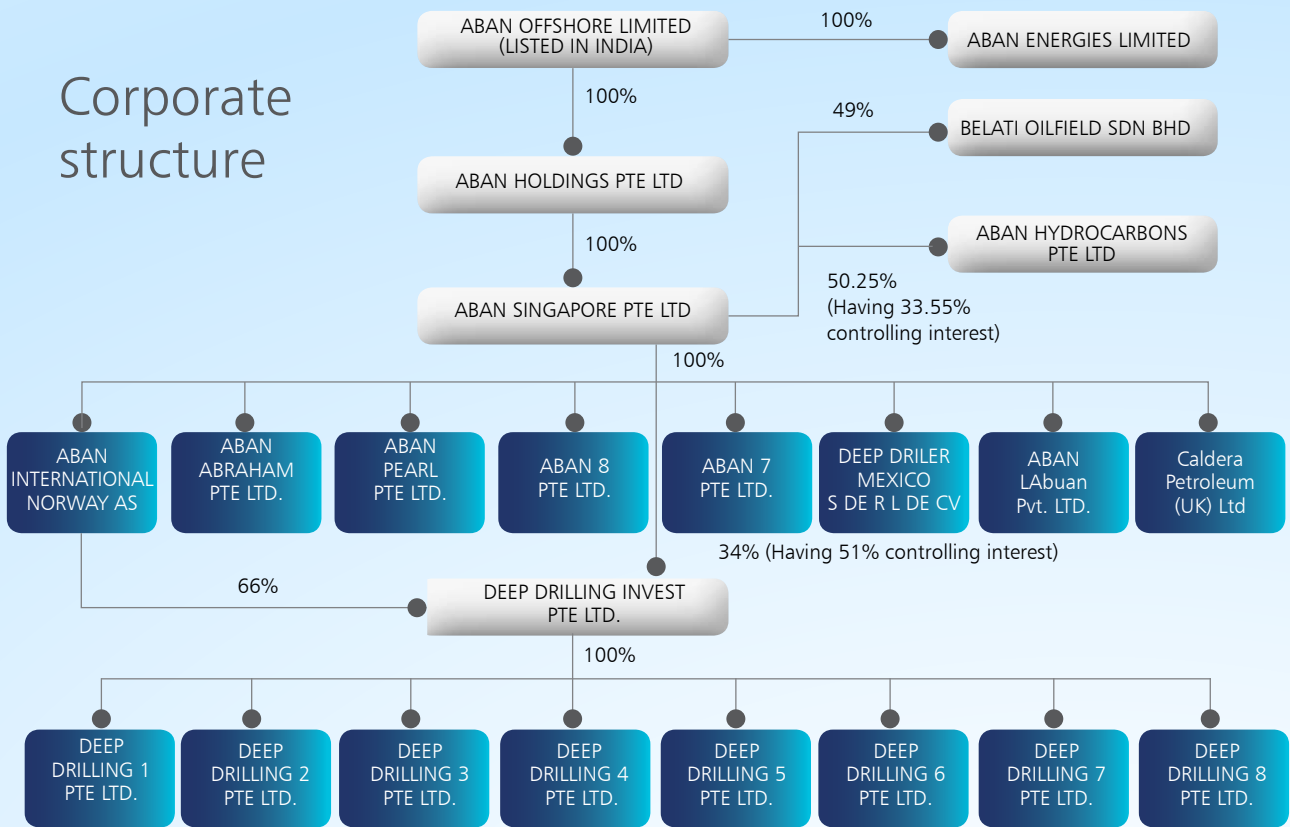 Corporate
structure
ABAN OFFSHORE LIMITED
(LISTED IN INDIA)
100%
ABAN ENERGIES LIMITED
100%
49%
BELATI OILFIELD SDN BHD
ABAN HOLDINGS PTE LTD
100%
ABAN HYDROCARBONS
PTE LTD
50.25%
(Having 33.55%
controlling interest)
ABAN SINGAPORE PTE LTD
100%
ABAN
INTERNATIONAL
NORWAY AS
ABAN
ABRAHAM
PTE LTD.
ABAN
PEARL
PTE LTD.
ABAN 8
PTE LTD.
ABAN 7
PTE LTD.
DEEP DRILER
MEXICO
S DE R L DE CV
ABAN
LAbuan
Pvt. LTD.
Caldera
Petroleum
(UK) Ltd
34% (Having 51% controlling interest)
66%
DEEP DRILLING INVEST
PTE LTD.
100%
DEEP
DRILLING 1
PTE LTD.
DEEP
DRILLING 2
PTE LTD.
DEEP
DRILLING 3
PTE LTD.
DEEP
DRILLING 4
PTE LTD.
DEEP
DRILLING 5
PTE LTD.
DEEP
DRILLING 6
PTE LTD.
DEEP
DRILLING 7
PTE LTD.
DEEP
DRILLING 8
PTE LTD.